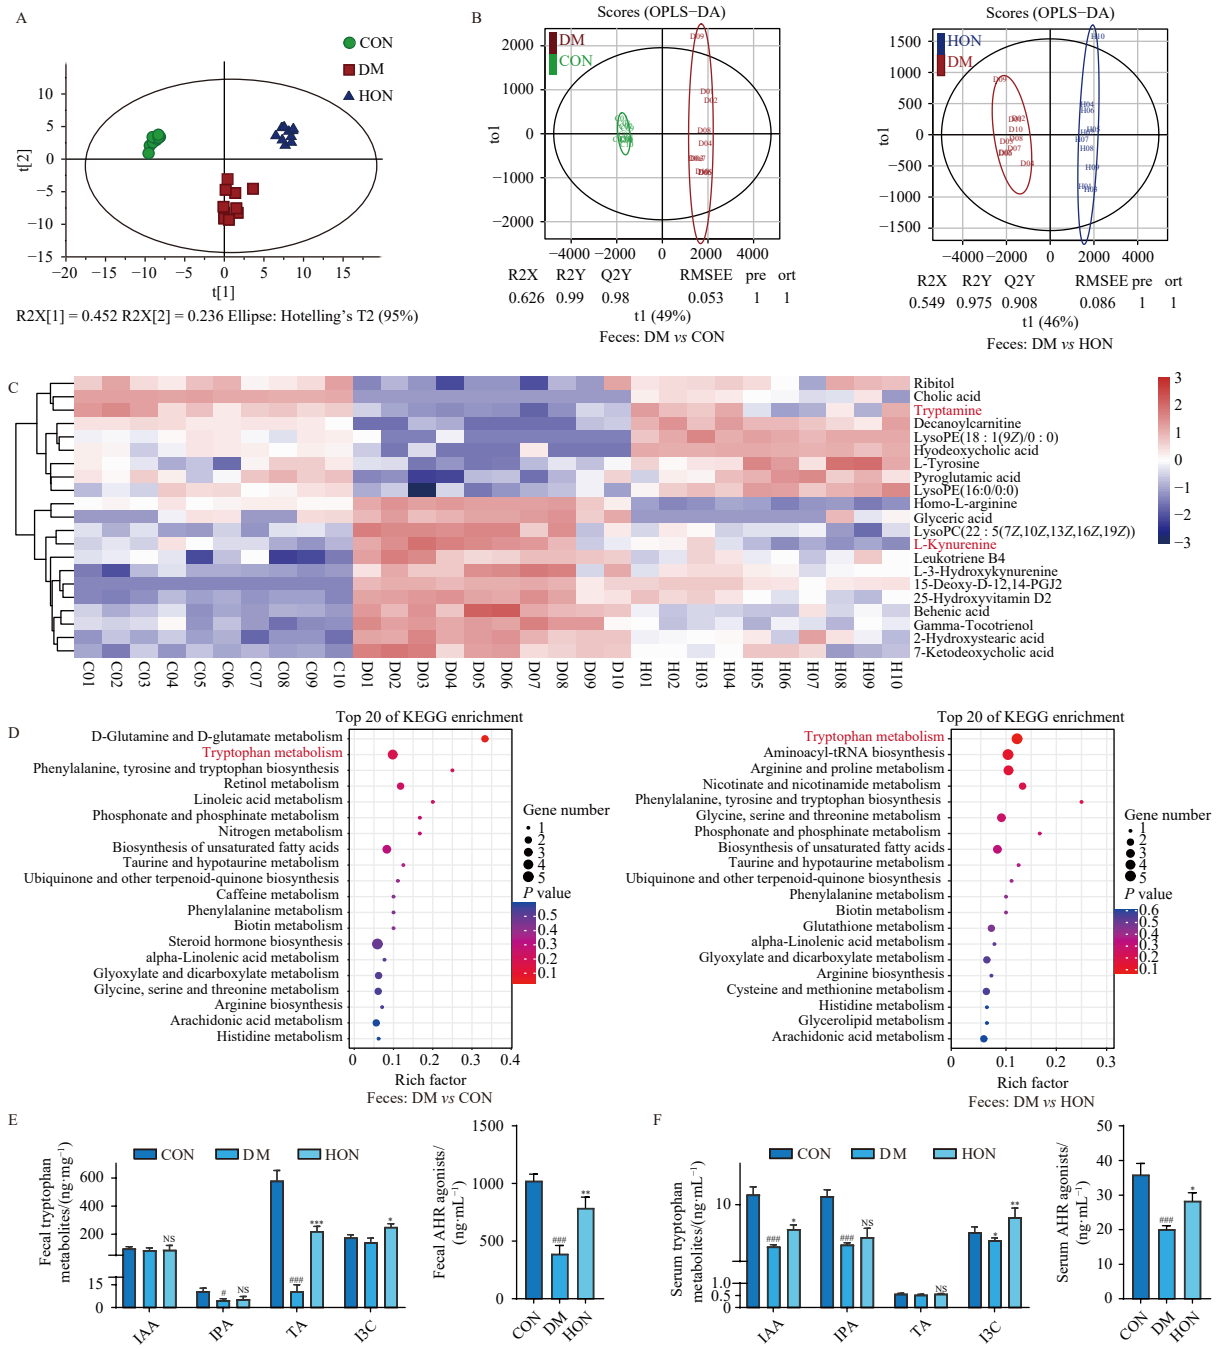 A
CON
DM
HON
t[2]
10
5
0
−5
−10
−15
−20 −15 −10 −5 0 5 10 15
t[1]
R2X[1] = 0.452 R2X[2] = 0.236 Ellipse: Hotelling's T2 (95%)
B
Scores (OPLS−DA)
DM
CON
to1
2000
1000
0
−1000
−2000
D09
D02
D08
D04
−4000 −2000 0 2000 4000
R2X R2Y Q2Y RMSEE pre ort
0.626 0.99 0.98 0.053 1 1
t1 (49%)
Feces: DM vs CON
Scores (OPLS−DA)
HON
DM
to1
1500
1000
500
0
−500
−1000
−1500
D09
D10
D08
D07
D04
H10
H04
H06
H07
H08
H09
−4000 −2000 0 2000 4000
R2X R2Y Q2Y RMSEE pre ort
0.549 0.975 0.908 0.086 1 1
t1 (46%)
Feces: DM vs HON
C
Ribitol
Cholic acid
Tryptamine
Decanoylcarnitine
LysoPE(18 : 1(9Z)/0 : 0)
Hyodeoxycholic acid
L-Tyrosine
Pyroglutamic acid
LysoPE(16:0/0:0)
Homo-L-arginine
Glyceric acid
LysoPC(22 : 5(7Z,10Z,13Z,16Z,19Z))
L-Kynurenine
Leukotriene B4
L-3-Hydroxykynurenine
15-Deoxy-D-12,14-PGJ2
25-Hydroxyvitamin D2
Behenic acid
Gamma-Tocotrienol
2-Hydroxystearic acid
7-Ketodeoxycholic acid
3
2
1
0
−1
−2
−3
C01 C02 C03 C04 C05 C06 C07 C08 C09 C10 D01 D02 D03 D04 D05 D06 D07 D08 D09 D10 H01 H02 H03 H04 H05 H06 H07 H08 H09 H10
D
Top 20 of KEGG enrichment
D-Glutamine and D-glutamate metabolism
Tryptophan metabolism
Phenylalanine, tyrosine and tryptophan biosynthesis
Retinol metabolism
Linoleic acid metabolism
Phosphonate and phosphinate metabolism
Nitrogen metabolism
Biosynthesis of unsaturated fatty acids
Taurine and hypotaurine metabolism
Ubiquinone and other terpenoid-quinone biosynthesis
Caffeine metabolism
Phenylalanine metabolism
Biotin metabolism
Steroid hormone biosynthesis
alpha-Linolenic acid metabolism
Glyoxylate and dicarboxylate metabolism
Glycine, serine and threonine metabolism
Arginine biosynthesis
Arachidonic acid metabolism
Histidine metabolism
0 0.1 0.2 0.3 0.4
Rich factor
Feces: DM vs CON
Gene number
1
2
3
4
5
P value
0.5
0.4
0.3
0.2
0.1
Top 20 of KEGG enrichment
Tryptophan metabolism
Aminoacyl-tRNA biosynthesis
Arginine and proline metabolism
Nicotinate and nicotinamide metabolism
Phenylalanine, tyrosine and tryptophan biosynthesis
Glycine, serine and threonine metabolism
Phosphonate and phosphinate metabolism
Biosynthesis of unsaturated fatty acids
Taurine and hypotaurine metabolism
Ubiquinone and other terpenoid-quinone biosynthesis
Phenylalanine metabolism
Biotin metabolism
Glutathione metabolism
alpha-Linolenic acid metabolism
Glyoxylate and dicarboxylate metabolism
Arginine biosynthesis
Cysteine and methionine metabolism
Histidine metabolism
Glycerolipid metabolism
Arachidonic acid metabolism
0 0.1 0.2 0.3
Rich factor
Feces: DM vs HON
Gene number
1
2
3
4
5
P value
0.6
0.5
0.4
0.3
0.2
0.1
E
CON DM HON
Fecal tryptophan
metabolites/(ng·mg⁻¹)
600
400
200
15
0
NS
#
NS
###
***
*
IAA IPA TA I3C
Fecal AHR agonists/
(ng·mL⁻¹)
1500
1000
500
0
###
**
CON DM HON
F
CON DM HON
Serum tryptophan
metabolites/(ng·mL⁻¹)
10
1.0
0.5
0
###
*
###
NS
NS
*
**
IAA IPA TA I3C
Serum AHR agonists/
(ng·mL⁻¹)
50
40
30
20
10
0
###
*
CON DM HON